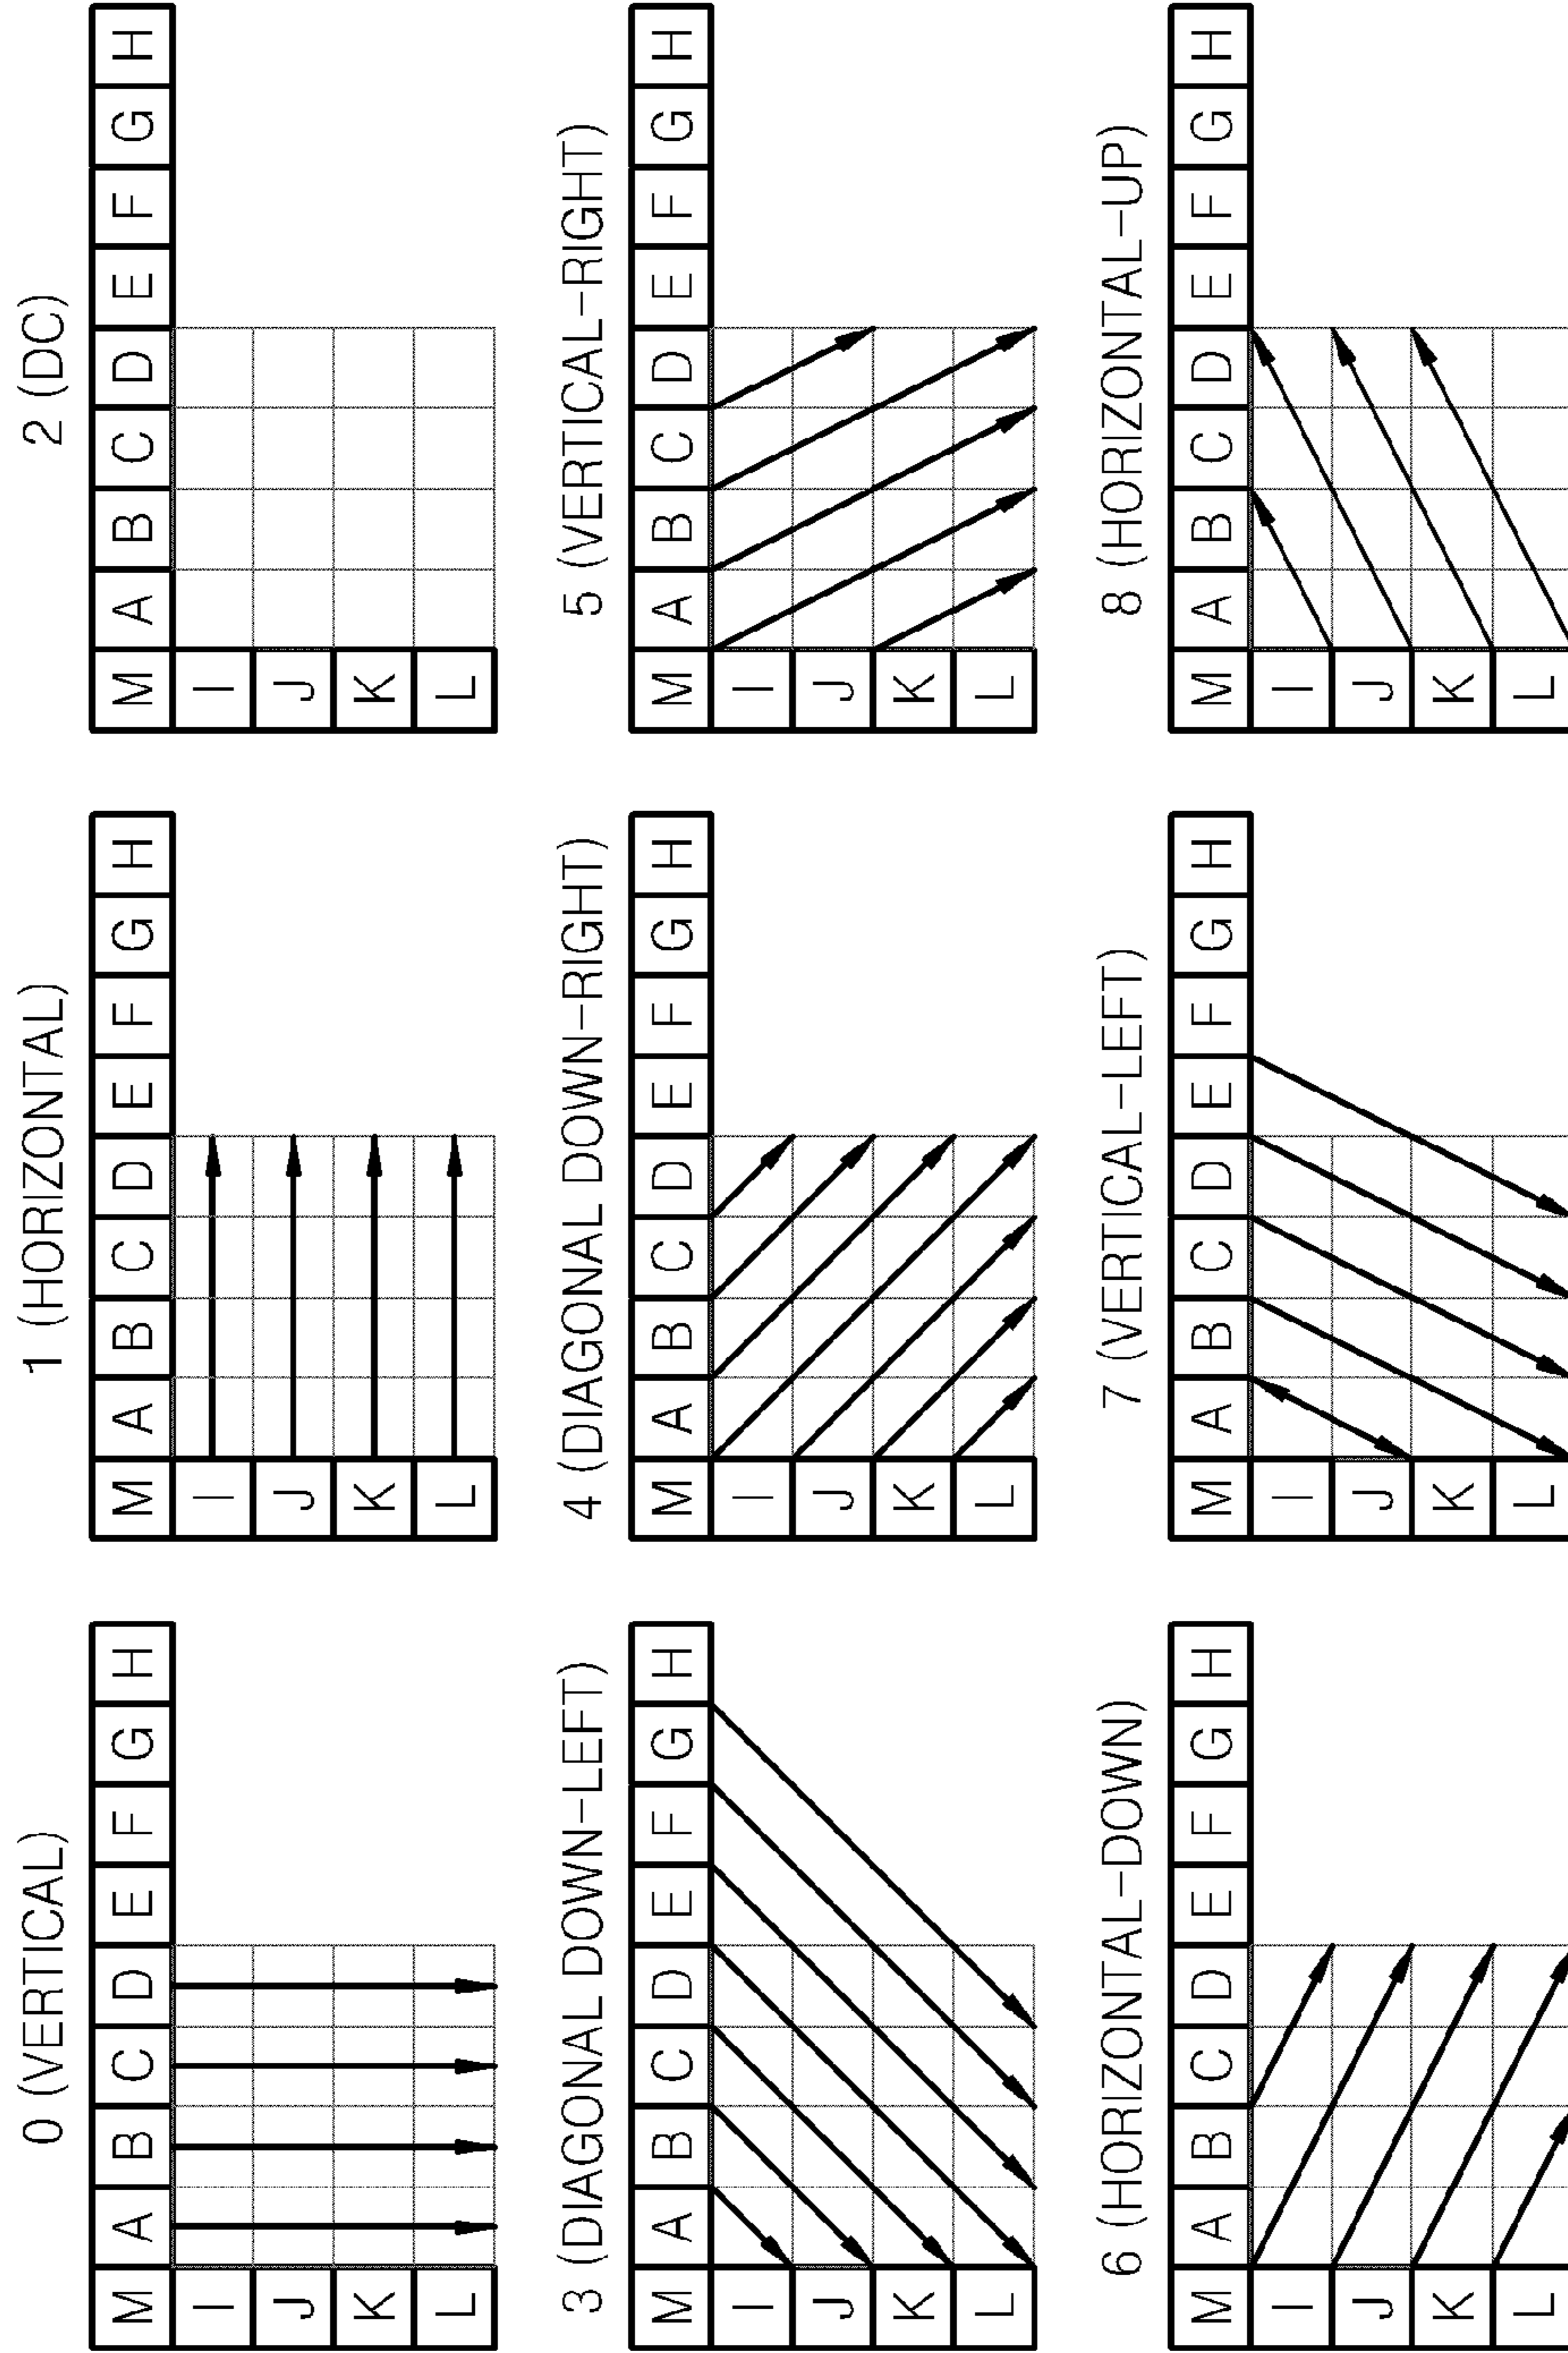 0 (VERTICAL)
M A B C D E F G H
I
J
K
L
1 (HORIZONTAL)
M A B C D E F G H
I
J
K
L
2 (DC)
M A B C D E F G H
I
J
K
L
3 (DIAGONAL DOWN-LEFT)
M A B C D E F G H
I
J
K
L
4 (DIAGONAL DOWN-RIGHT)
M A B C D E F G H
I
J
K
L
5 (VERTICAL-RIGHT)
M A B C D E F G H
I
J
K
L
6 (HORIZONTAL-DOWN)
M A B C D E F G H
I
J
K
L
7 (VERTICAL-LEFT)
M A B C D E F G H
I
J
K
L
8 (HORIZONTAL-UP)
M A B C D E F G H
I
J
K
L